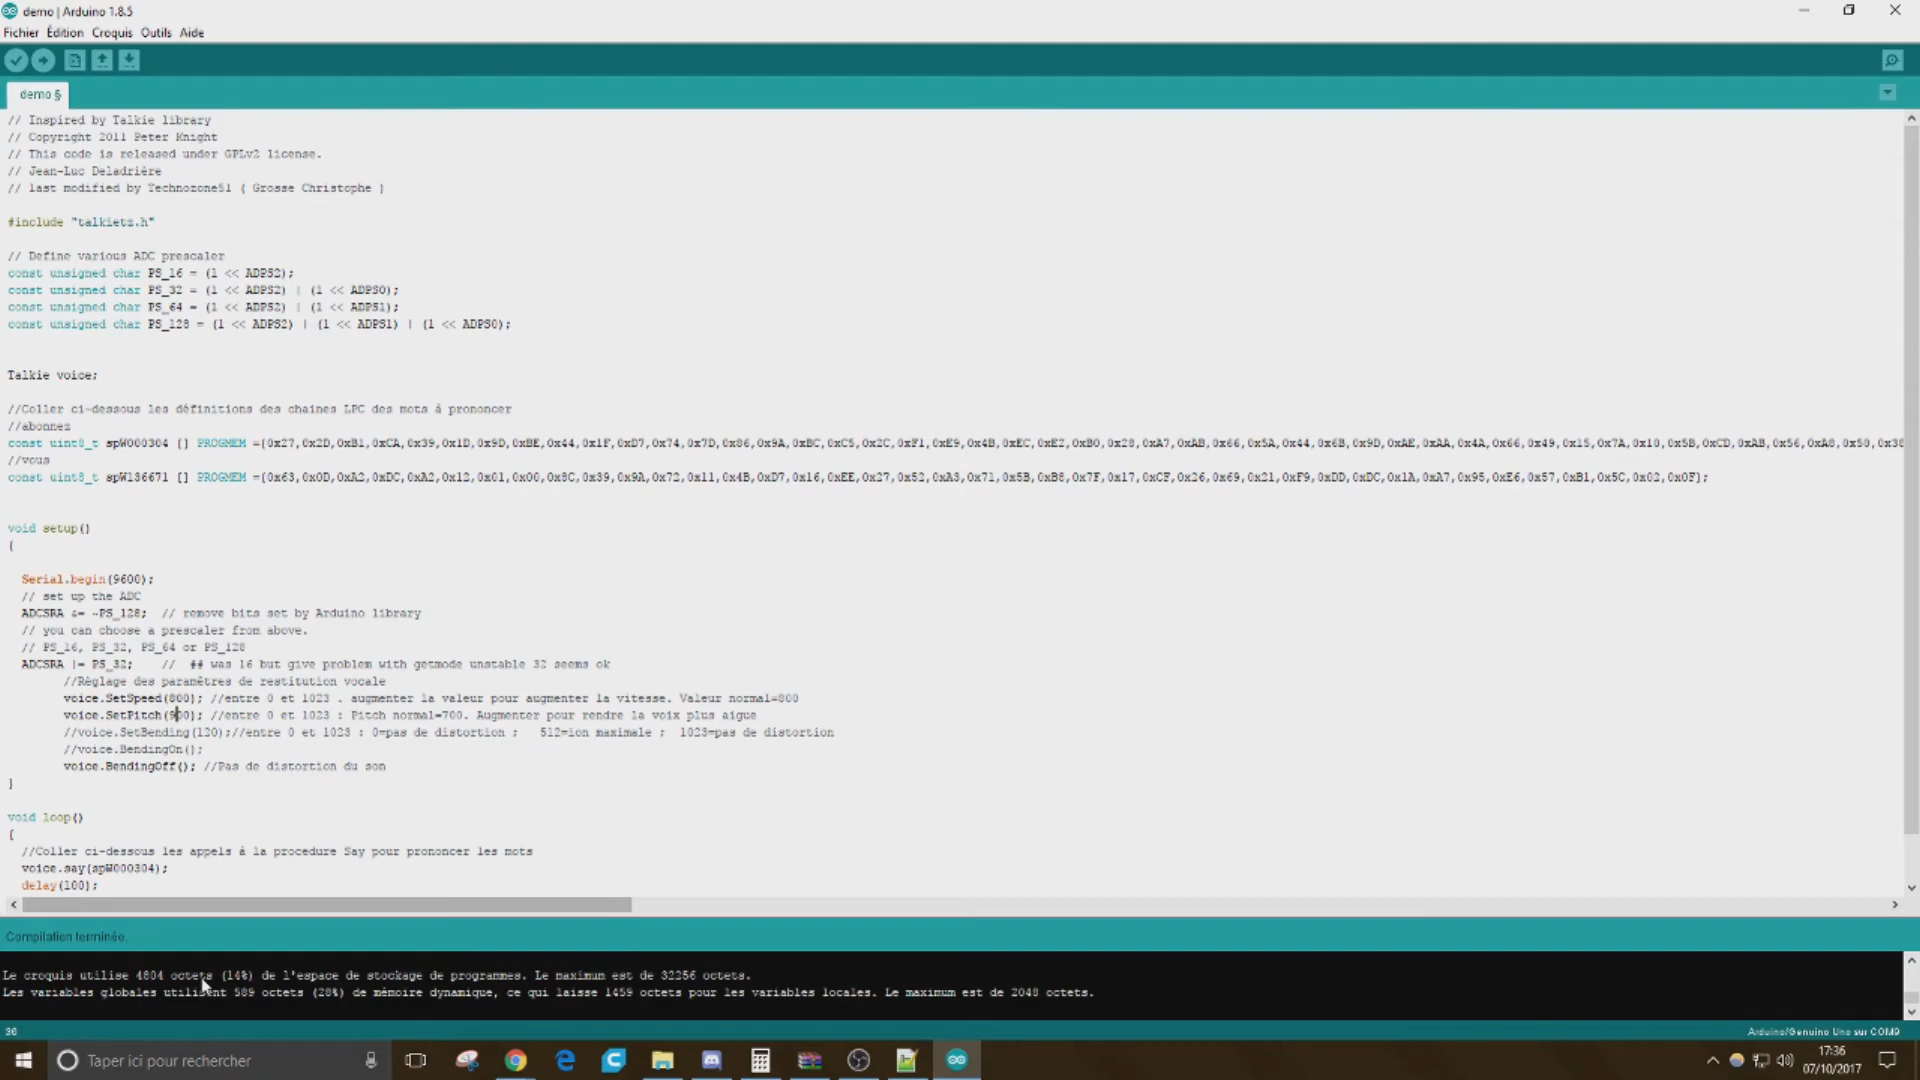 demo | Arduino 1.8.5
Fichier Édition Croquis Outils Aide
demo §
// Inspired by Talkie library
// Copyright 2011 Peter Knight
// This code is released under GPLv2 license.
// Jean-Luc Deladrière
// last modified by Technozone51 ( Grosse Christophe )
#include "talkietz.h"
// Define various ADC prescaler
const unsigned char PS_16 = (1 << ADPS2);
const unsigned char PS_32 = (1 << ADPS2) | (1 << ADPS0);
const unsigned char PS_64 = (1 << ADPS2) | (1 << ADPS1);
const unsigned char PS_128 = (1 << ADPS2) | (1 << ADPS1) | (1 << ADPS0);
Talkie voice;
//Coller ci-dessous les définitions des chaines LPC des mots á prononcer
//abonnez
const uint8_t spW000304 [] PROGMEM ={0x27,0x2D,0xB1,0xCA,0x39,0x1D,0x9D,0xBE,0x44,0x1F,0xD7,0x74,0x7D,0x86,0x9A,0xBC,0xC5,0x2C,0xF1,0xE9,0x4B,0xEC,0xE2,0xB0,0x28,0xA7,0xAB,0x66,0x5A,0x44,0x6B,0x9D,0xAE,0xAA,0x4A,0x66,0x49,0x15,0x7A,0x10,0x5B,0xCD,0xAB,0x56,0xA8,0x50,0x38
//vous
const uint8_t spW136671 [] PROGMEM ={0x63,0x0D,0xA2,0xDC,0xA2,0x12,0x01,0x00,0x8C,0x39,0x9A,0x72,0x11,0x4B,0xD7,0x16,0xEE,0x27,0x52,0xA3,0x71,0x5B,0xB8,0x7F,0x17,0xCF,0x26,0x69,0x21,0xF9,0xDD,0xDC,0x1A,0xA7,0x95,0xE6,0x57,0xB1,0x5C,0x02,0x0F};
void setup()
{
Serial.begin(9600);
// set up the ADC
ADCSRA &= ~PS_128; // remove bits set by Arduino library
// you can choose a prescaler from above.
// PS_16, PS_32, PS_64 or PS_128
ADCSRA |= PS_32; // ## was 16 but give problem with getmode unstable 32 seems ok
//Règlage des paramètres de restitution vocale
voice.SetSpeed(800); //entre 0 et 1023 . augmenter la valeur pour augmenter la vitesse. Valeur normal=800
voice.SetPitch(900); //entre 0 et 1023 : Pitch normal=700. Augmenter pour rendre la voix plus aigue
//voice.SetBending(120);//entre 0 et 1023 : 0=pas de distortion ; 512=ion maximale ; 1023=pas de distortion
//voice.BendingOn();
voice.BendingOff(); //Pas de distortion du son
}
void loop()
{
//Coller ci-dessous les appels á la procedure Say pour prononcer les mots
voice.say(spW000304);
delay(100);
Compilation terminée.
Le croquis utilise 4804 octets (14%) de l'espace de stockage de programmes. Le maximum est de 32256 octets.
Les variables globales utilisent 589 octets (28%) de mémoire dynamique, ce qui laisse 1459 octets pour les variables locales. Le maximum est de 2048 octets.
36
Arduino/Genuino Uno sur COM9
Taper ici pour rechercher
17:36
07/10/2017